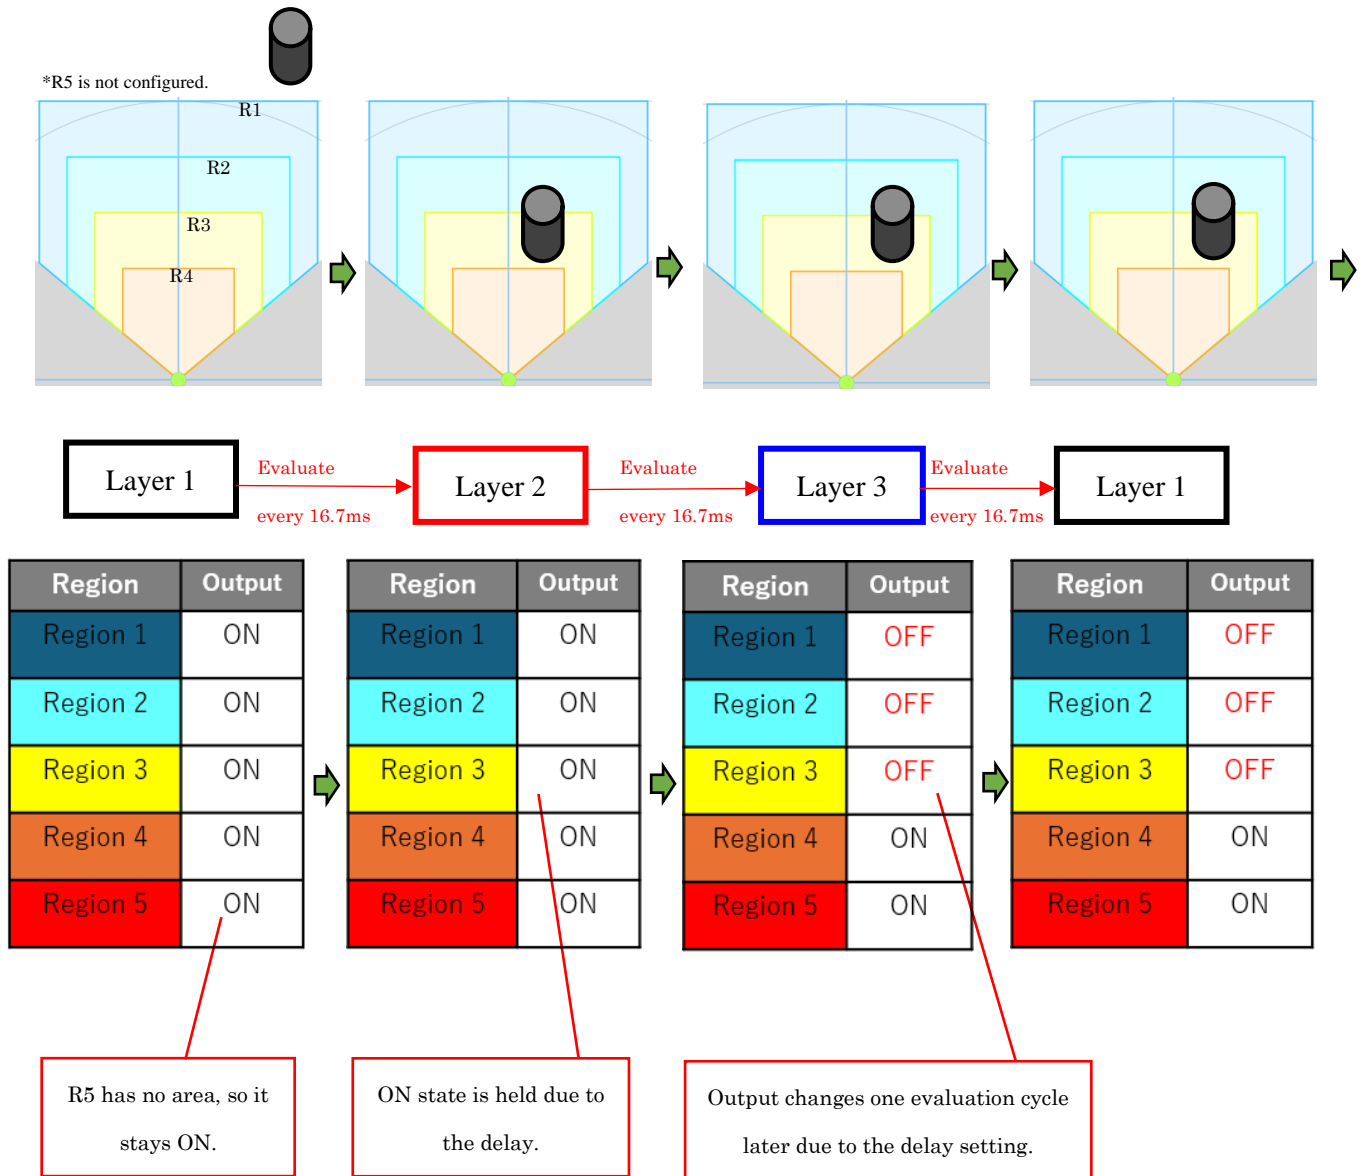 *R5 is not configured.
R1
R2
R3
R4
Layer 1
Evaluate
every 16.7ms
Layer 2
Evaluate
every 16.7ms
Layer 3
Evaluate
every 16.7ms
Layer 1
Region Output
Region 1 ON
Region 2 ON
Region 3 ON
Region 4 ON
Region 5 ON
Region Output
Region 1 ON
Region 2 ON
Region 3 ON
Region 4 ON
Region 5 ON
Region Output
Region 1 OFF
Region 2 OFF
Region 3 OFF
Region 4 ON
Region 5 ON
Region Output
Region 1 OFF
Region 2 OFF
Region 3 OFF
Region 4 ON
Region 5 ON
R5 has no area, so it
stays ON.
ON state is held due to
the delay.
Output changes one evaluation cycle
later due to the delay setting.